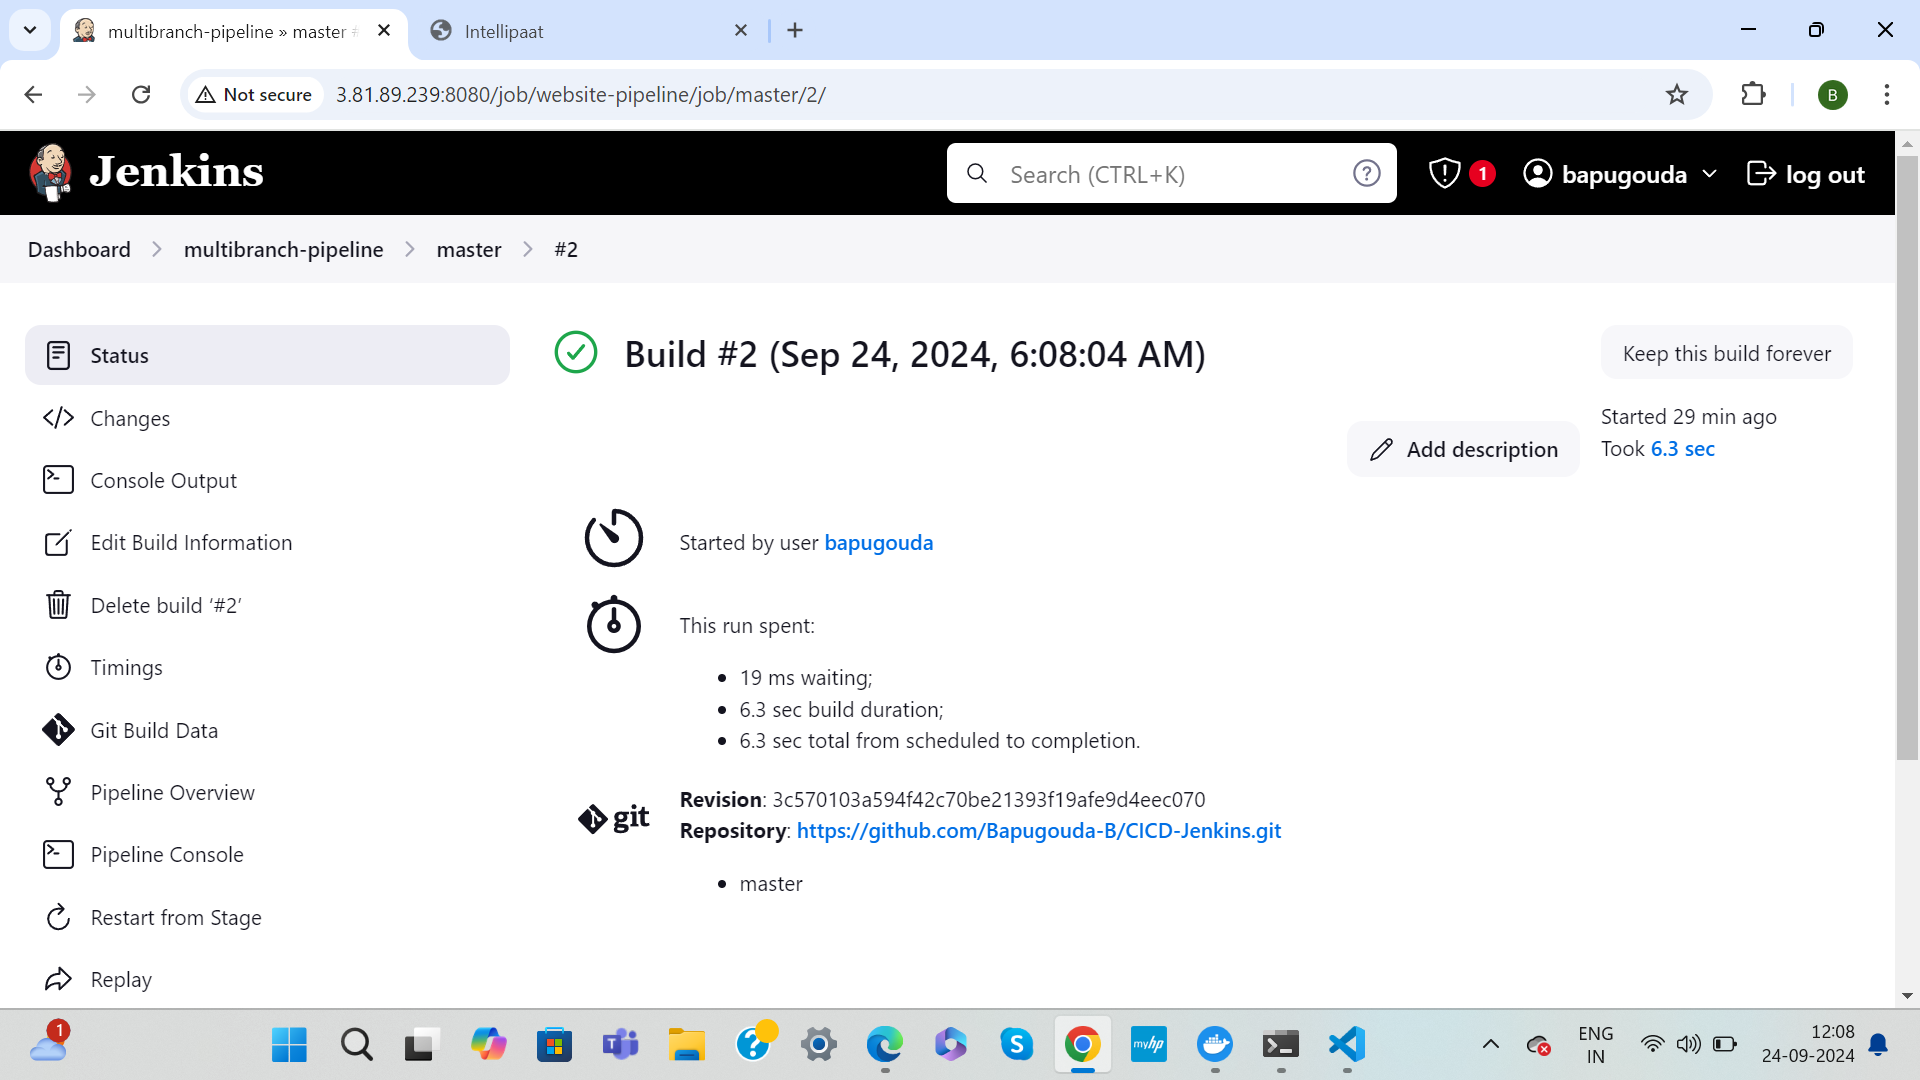 multibranch-pipeline » master #
Intellipaat
Not secure
3.81.89.239:8080/job/website-pipeline/job/master/2/
B
Jenkins
Search (CTRL+K)
1
bapugouda
log out
Dashboard
multibranch-pipeline
master
#2
Status
Changes
Console Output
Edit Build Information
Delete build ‘#2’
Timings
Git Build Data
Pipeline Overview
Pipeline Console
Restart from Stage
Replay
Build #2 (Sep 24, 2024, 6:08:04 AM)
Keep this build forever
Started 29 min ago
Took 6.3 sec
Add description
Started by user bapugouda
This run spent:
19 ms waiting;
6.3 sec build duration;
6.3 sec total from scheduled to completion.
git
Revision: 3c570103a594f42c70be21393f19afe9d4eec070
Repository: https://github.com/Bapugouda-B/CICD-Jenkins.git
master
1
myhp
ENG
IN
12:08
24-09-2024